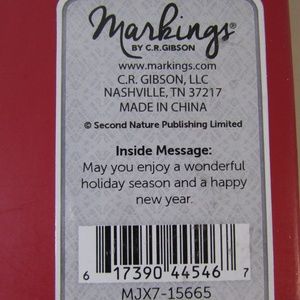 Markings®
BY C.R.GIBSON
www.markings.com
C.R. GIBSON, LLC
NASHVILLE, TN 37217
MADE IN CHINA
© Second Nature Publishing Limited
Inside Message:
May you enjoy a wonderful
holiday season and a happy
new year.
6 17390 44546 7
MJX7-15665